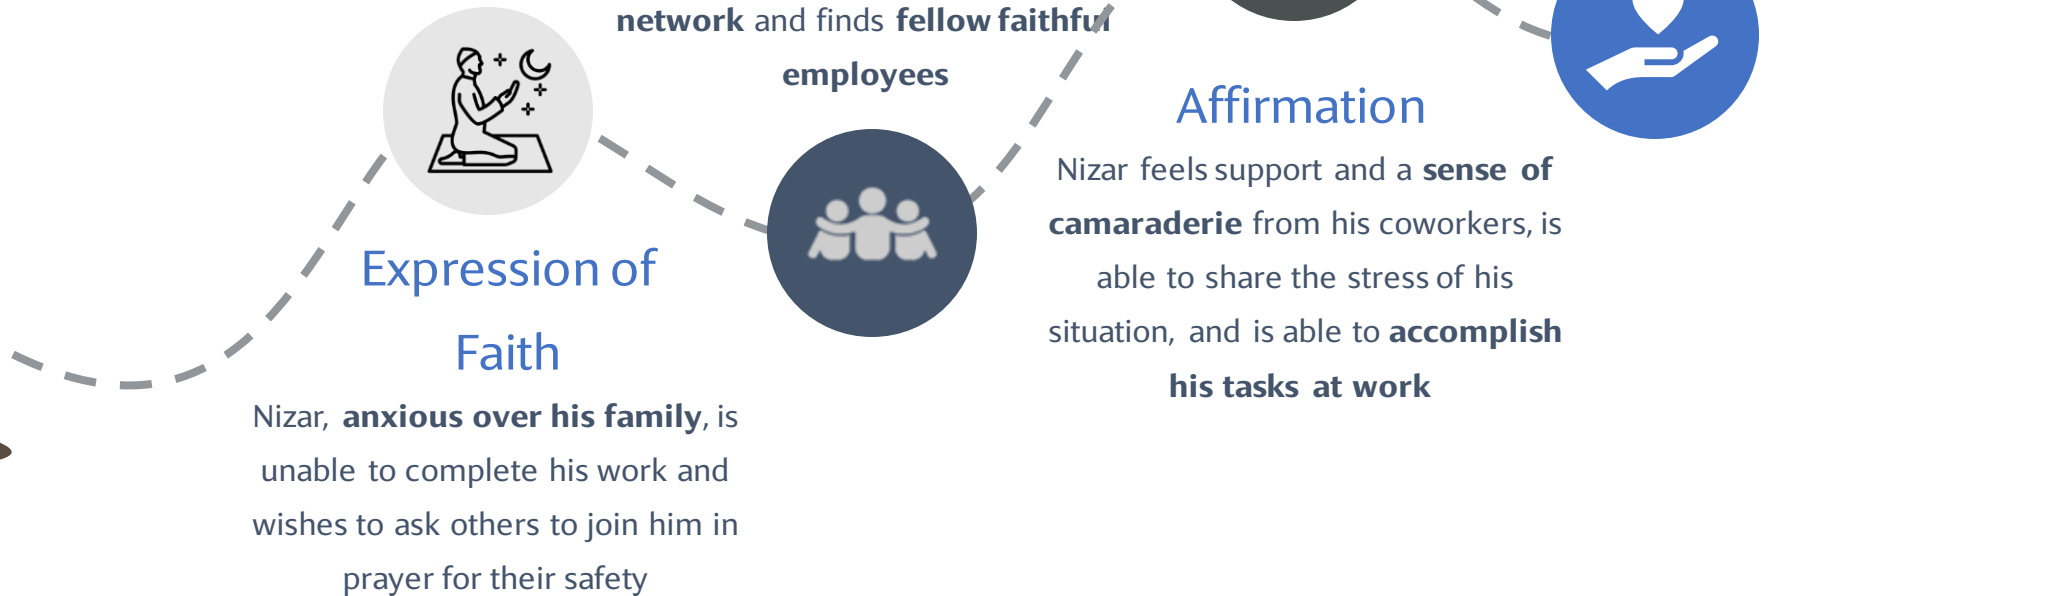 network and finds fellow faithful
employees
Affirmation
Nizar feels support and a sense of
camaraderie from his coworkers, is
able to share the stress of his
situation, and is able to accomplish
his tasks at work
Expression of
Faith
Nizar, anxious over his family, is
unable to complete his work and
wishes to ask others to join him in
prayer for their safety